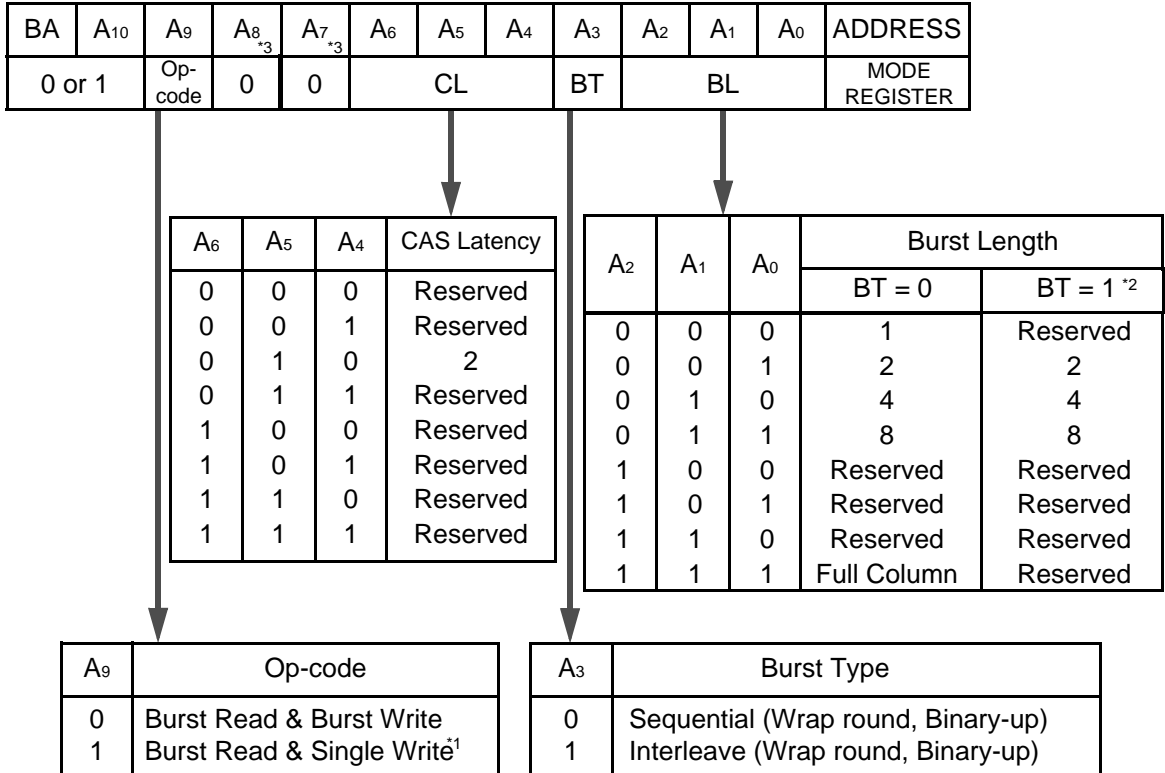 BA A10 A9 A8 *3 A7 *3 A6 A5 A4 A3 A2 A1 A0 ADDRESS
0 or 1 Op-code 0 0 CL BT BL MODE REGISTER
A6 A5 A4 CAS Latency
0 0 0 Reserved
0 0 1 Reserved
0 1 0 2
0 1 1 Reserved
1 0 0 Reserved
1 0 1 Reserved
1 1 0 Reserved
1 1 1 Reserved
A2 A1 A0 Burst Length
BT = 0 BT = 1 *2
0 0 0 1 Reserved
0 0 1 2 2
0 1 0 4 4
0 1 1 8 8
1 0 0 Reserved Reserved
1 0 1 Reserved Reserved
1 1 0 Reserved Reserved
1 1 1 Full Column Reserved
A9 Op-code
0 Burst Read & Burst Write
1 Burst Read & Single Write*1
A3 Burst Type
0 Sequential (Wrap round, Binary-up)
1 Interleave (Wrap round, Binary-up)